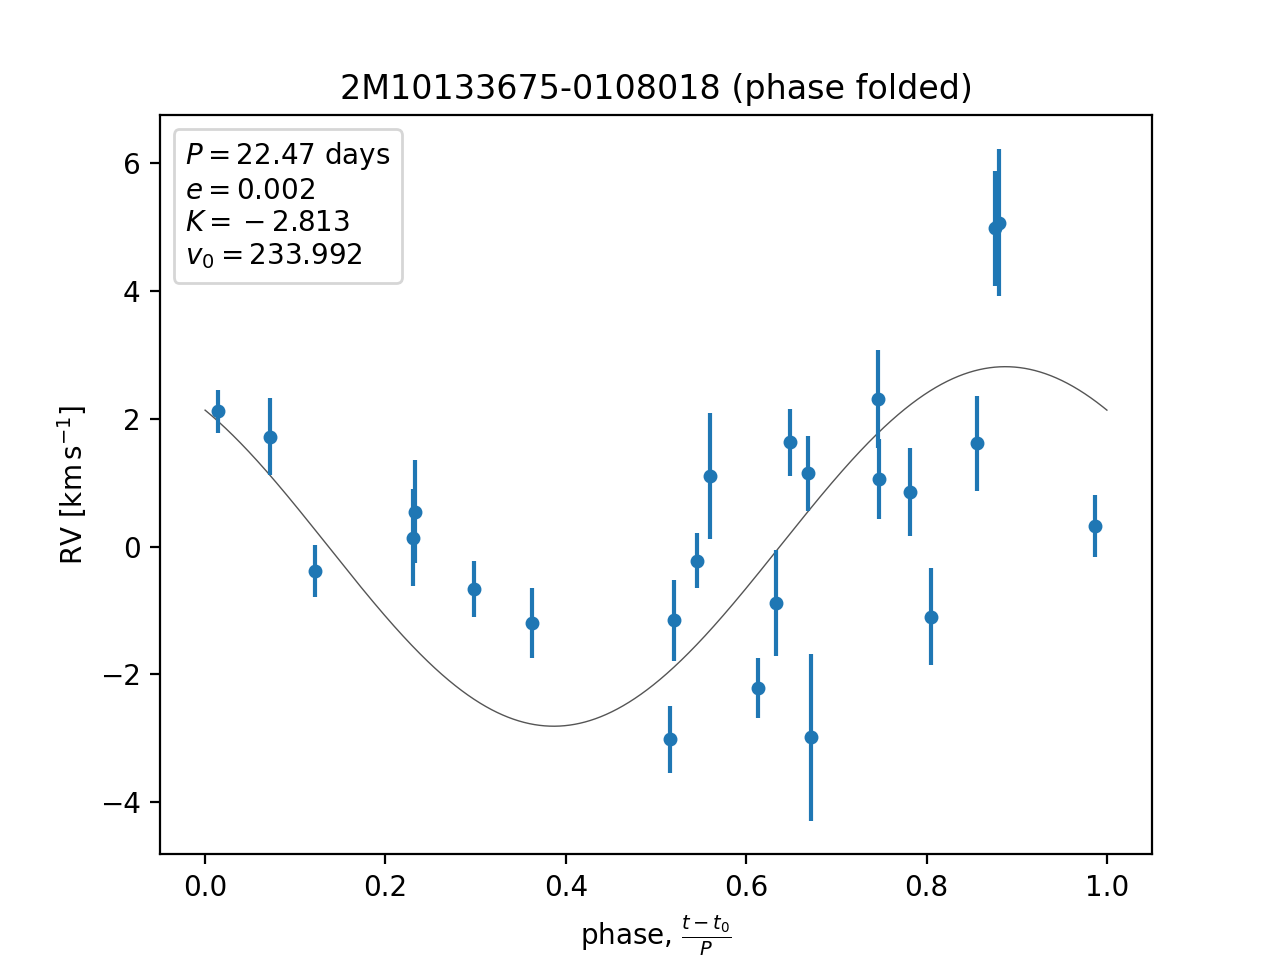 2M10133675-0108018 (phase folded)
P = 22.47 days
e = 0.002
K = −2.813
v₀ = 233.992
6
4
2
0
−2
−4
RV [km s⁻¹]
0.0 0.2 0.4 0.6 0.8 1.0
phase, (t − t₀)/P